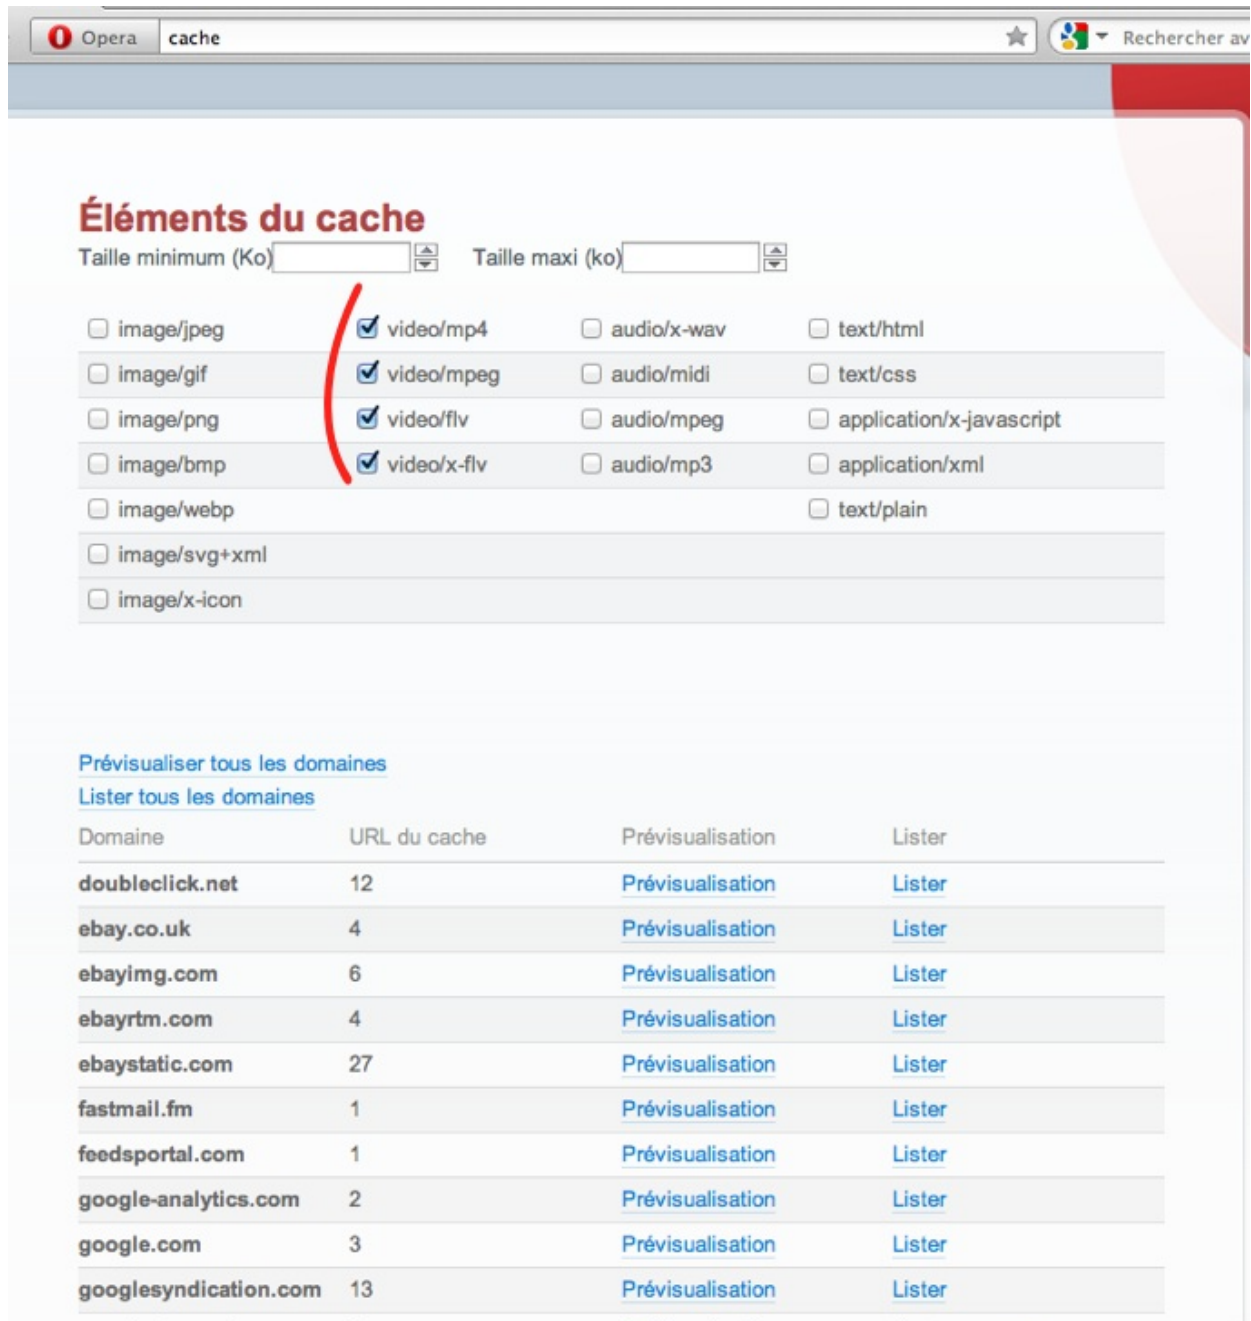 Opera cache Rechercher av
Éléments du cache
Taille minimum (Ko) Taille maxi (ko)
image/jpeg video/mp4 audio/x-wav text/html
image/gif video/mpeg audio/midi text/css
image/png video/flv audio/mpeg application/x-javascript
image/bmp video/x-flv audio/mp3 application/xml
image/webp text/plain
image/svg+xml
image/x-icon
Prévisualiser tous les domaines
Lister tous les domaines
Domaine URL du cache Prévisualisation Lister
doubleclick.net 12 Prévisualisation Lister
ebay.co.uk 4 Prévisualisation Lister
ebayimg.com 6 Prévisualisation Lister
ebayrtm.com 4 Prévisualisation Lister
ebaystatic.com 27 Prévisualisation Lister
fastmail.fm 1 Prévisualisation Lister
feedsportal.com 1 Prévisualisation Lister
google-analytics.com 2 Prévisualisation Lister
google.com 3 Prévisualisation Lister
googlesyndication.com 13 Prévisualisation Lister